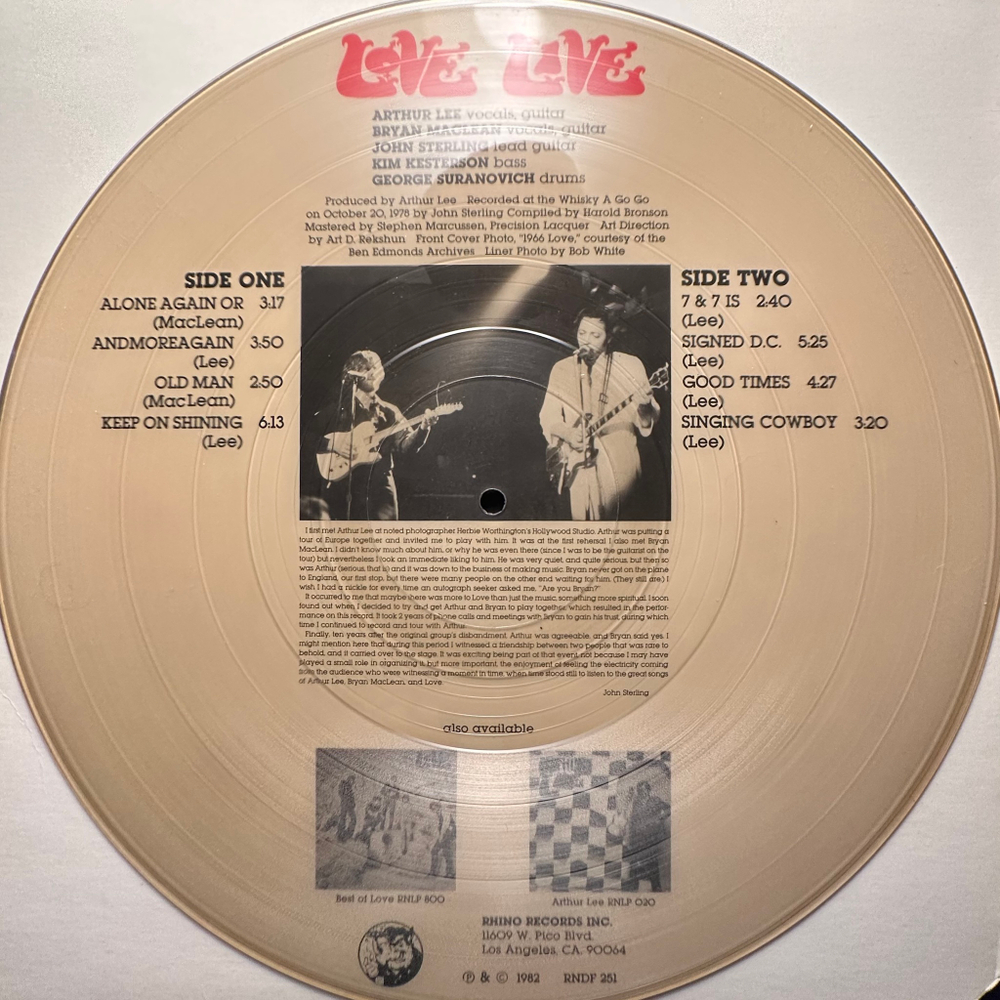 LOVE LIVE
ARTHUR LEE vocals, guitar
BRYAN MACLEAN vocals, guitar
JOHN STERLING lead guitar
KIM KESTERSON bass
GEORGE SURANOVICH drums
Produced by Arthur Lee Recorded at the Whisky A Go Go
on October 20, 1978 by John Sterling Compiled by Harold Bronson
Mastered by Stephen Marcussen, Precision Lacquer Art Direction
by Art D. Rekshun Front Cover Photo, "1966 Love," courtesy of the
Ben Edmonds Archives Liner Photo by Bob White
SIDE ONE
ALONE AGAIN OR 3:17
(MacLean)
ANDMOREAGAIN 3:50
(Lee)
OLD MAN 2:50
(MacLean)
KEEP ON SHINING 6:13
(Lee)
SIDE TWO
7 & 7 IS 2:40
(Lee)
SIGNED D.C. 5:25
(Lee)
GOOD TIMES 4:27
(Lee)
SINGING COWBOY 3:20
(Lee)
I first met Arthur Lee at noted photographer Herbie Worthington's Hollywood Studio. Arthur was putting a
tour of Europe together and invited me to play with him. It was at the first rehersal I also met Bryan
MacLean. I didn't know much about him, or why he was even there (since I was to be the guitarist on the
tour) but nevertheless I took an immediate liking to him. He was very quiet, and quite serious, but then so
was Arthur (serious, that is) and it was down to the business of making music. Bryan never got on the plane
to England, our first stop, but there were many people on the other end waiting for him. (They still are.) I
wish I had a nickle for every time an autograph seeker asked me, "Are you Bryan?"
It occurred to me that maybe there was more to Love than just the music, something more spiritual. I soon
found out when I decided to try and get Arthur and Bryan to play together, which resulted in the perfor-
mance on this record. It took 2 years of phone calls and meetings with Bryan to gain his trust, during which
time I continued to record and tour with Arthur.
Finally, ten years after the original group's disbandment, Arthur was agreeable, and Bryan said yes. I
might mention here that during this period I witnessed a friendship between two people that was rare to
behold, and it carried over to the stage. It was exciting being part of that event, not because I may have
played a small role in organizing it, but more important, the enjoyment of feeling the electricity coming
from the audience who were witnessing a moment in time, when time stood still to listen to the great songs
of Arthur Lee, Bryan MacLean, and Love.
John Sterling
also available
Best of Love RNLP 800
Arthur Lee RNLP 020
RHINO RECORDS INC.
11609 W. Pico Blvd.
Los Angeles, CA. 90064
℗ & © 1982 RNDF 251